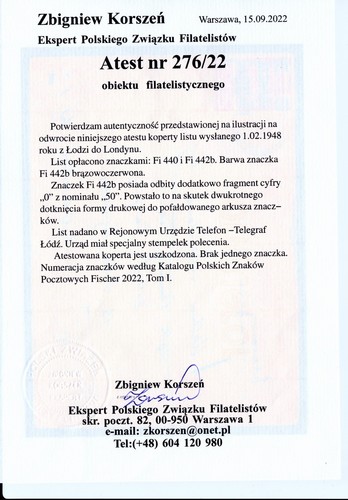 Zbigniew Korszeń Warszawa, 15.09.2022
Ekspert Polskiego Związku Filatelistów
Atest nr 276/22
obiektu filatelistycznego
Potwierdzam autentyczność przedstawionej na ilustracji na
odwrocie niniejszego atestu koperty listu wysłanego 1.02.1948
roku z Łodzi do Londynu.
List opłacono znaczkami: Fi 440 i Fi 442b. Barwa znaczka
Fi 442b brązowoczerwona.
Znaczek Fi 442b posiada odbity dodatkowo fragment cyfry
„0” z nominału „50”. Powstało to na skutek dwukrotnego
dotknięcia formy drukowej do pofałdowanego arkusza znacz-
ków.
List nadano w Rejonowym Urzędzie Telefon –Telegraf
Łódź. Urząd miał specjalny stempelek polecenia.
Atestowana koperta jest uszkodzona. Brak jednego znaczka.
Numeracja znaczków według Katalogu Polskich Znaków
Pocztowych Fischer 2022, Tom I.
Zbigniew Korszeń
Ekspert Polskiego Związku Filatelistów
skr. poczt. 82, 00-950 Warszawa 1
e-mail: zkorszen@onet.pl
Tel:(+48) 604 120 980